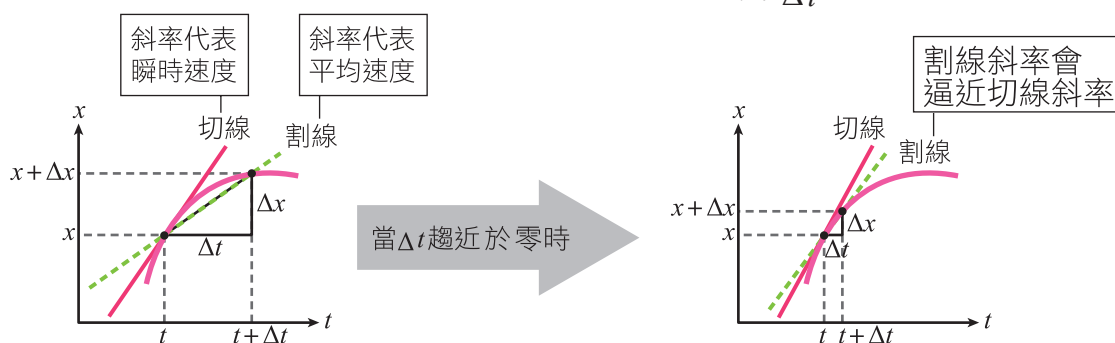 Δt
斜率代表
瞬時速度
斜率代表
平均速度
x
切線
割線
x+Δx
Δx
x
Δt
t
t+Δt
t
當Δt趨近於零時
割線斜率會
逼近切線斜率
x
切線
割線
x+Δx
Δx
x
Δt
t
t+Δt
t